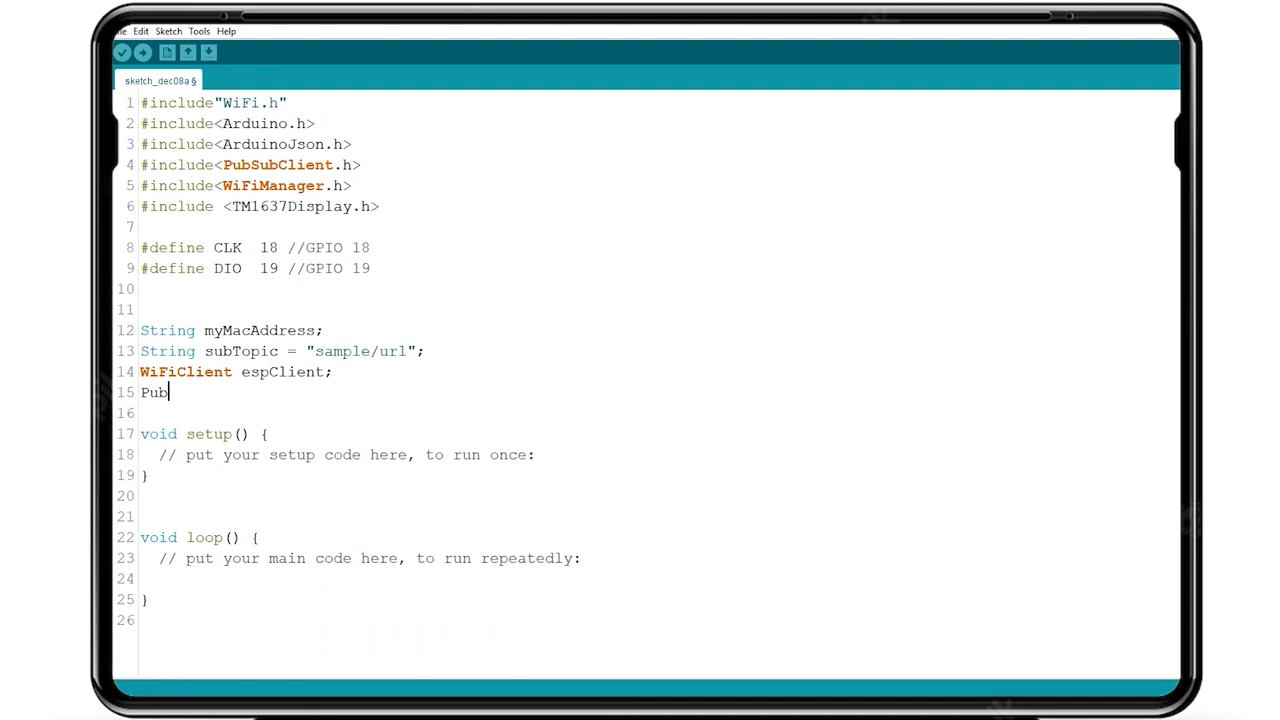 Edit Sketch Tools Help
sketch_dec08a §
1 #include"WiFi.h"
2 #include<Arduino.h>
3 #include<ArduinoJson.h>
4 #include<PubSubClient.h>
5 #include<WiFiManager.h>
6 #include <TM1637Display.h>
7
8 #define CLK  18 //GPIO 18
9 #define DIO  19 //GPIO 19
10
11
12 String myMacAddress;
13 String subTopic = "sample/url";
14 WiFiClient espClient;
15 Pub
16
17 void setup() {
18   // put your setup code here, to run once:
19 }
20
21
22 void loop() {
23   // put your main code here, to run repeatedly:
24
25 }
26